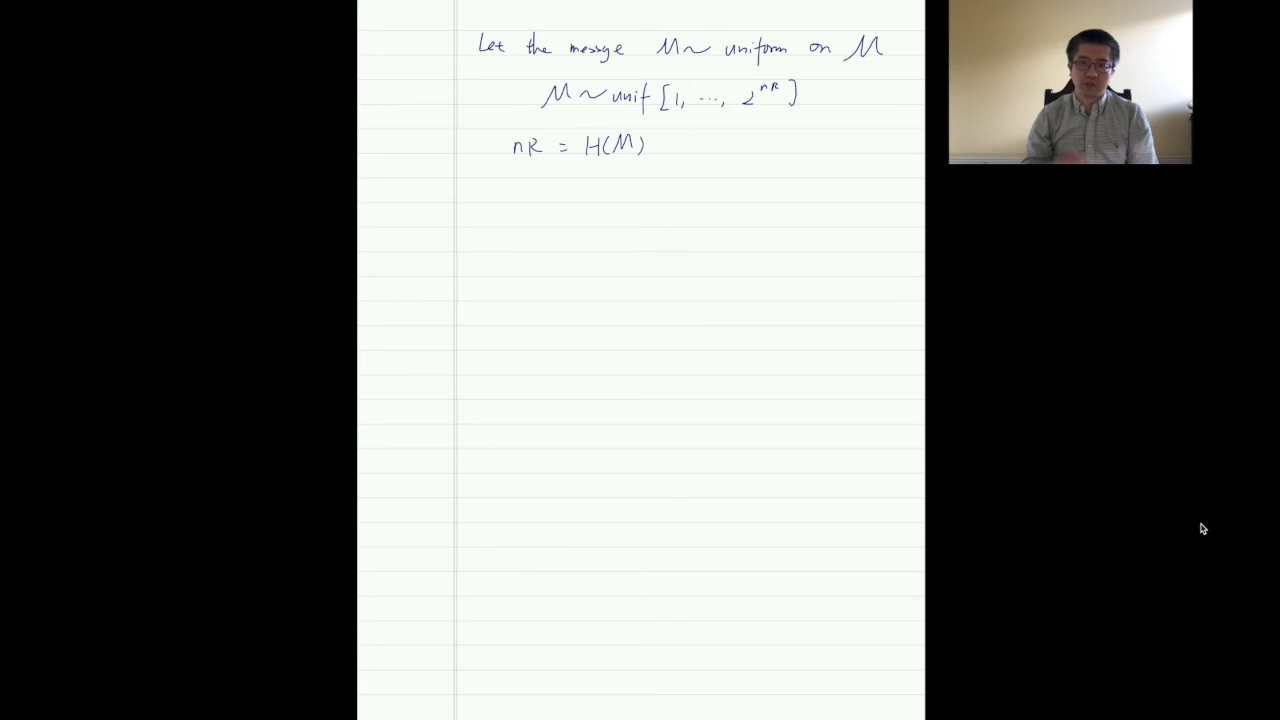 Let the messge M ~ uniform on M
M ~ unif [1, ..., 2^{nR}]
nR = H(M)